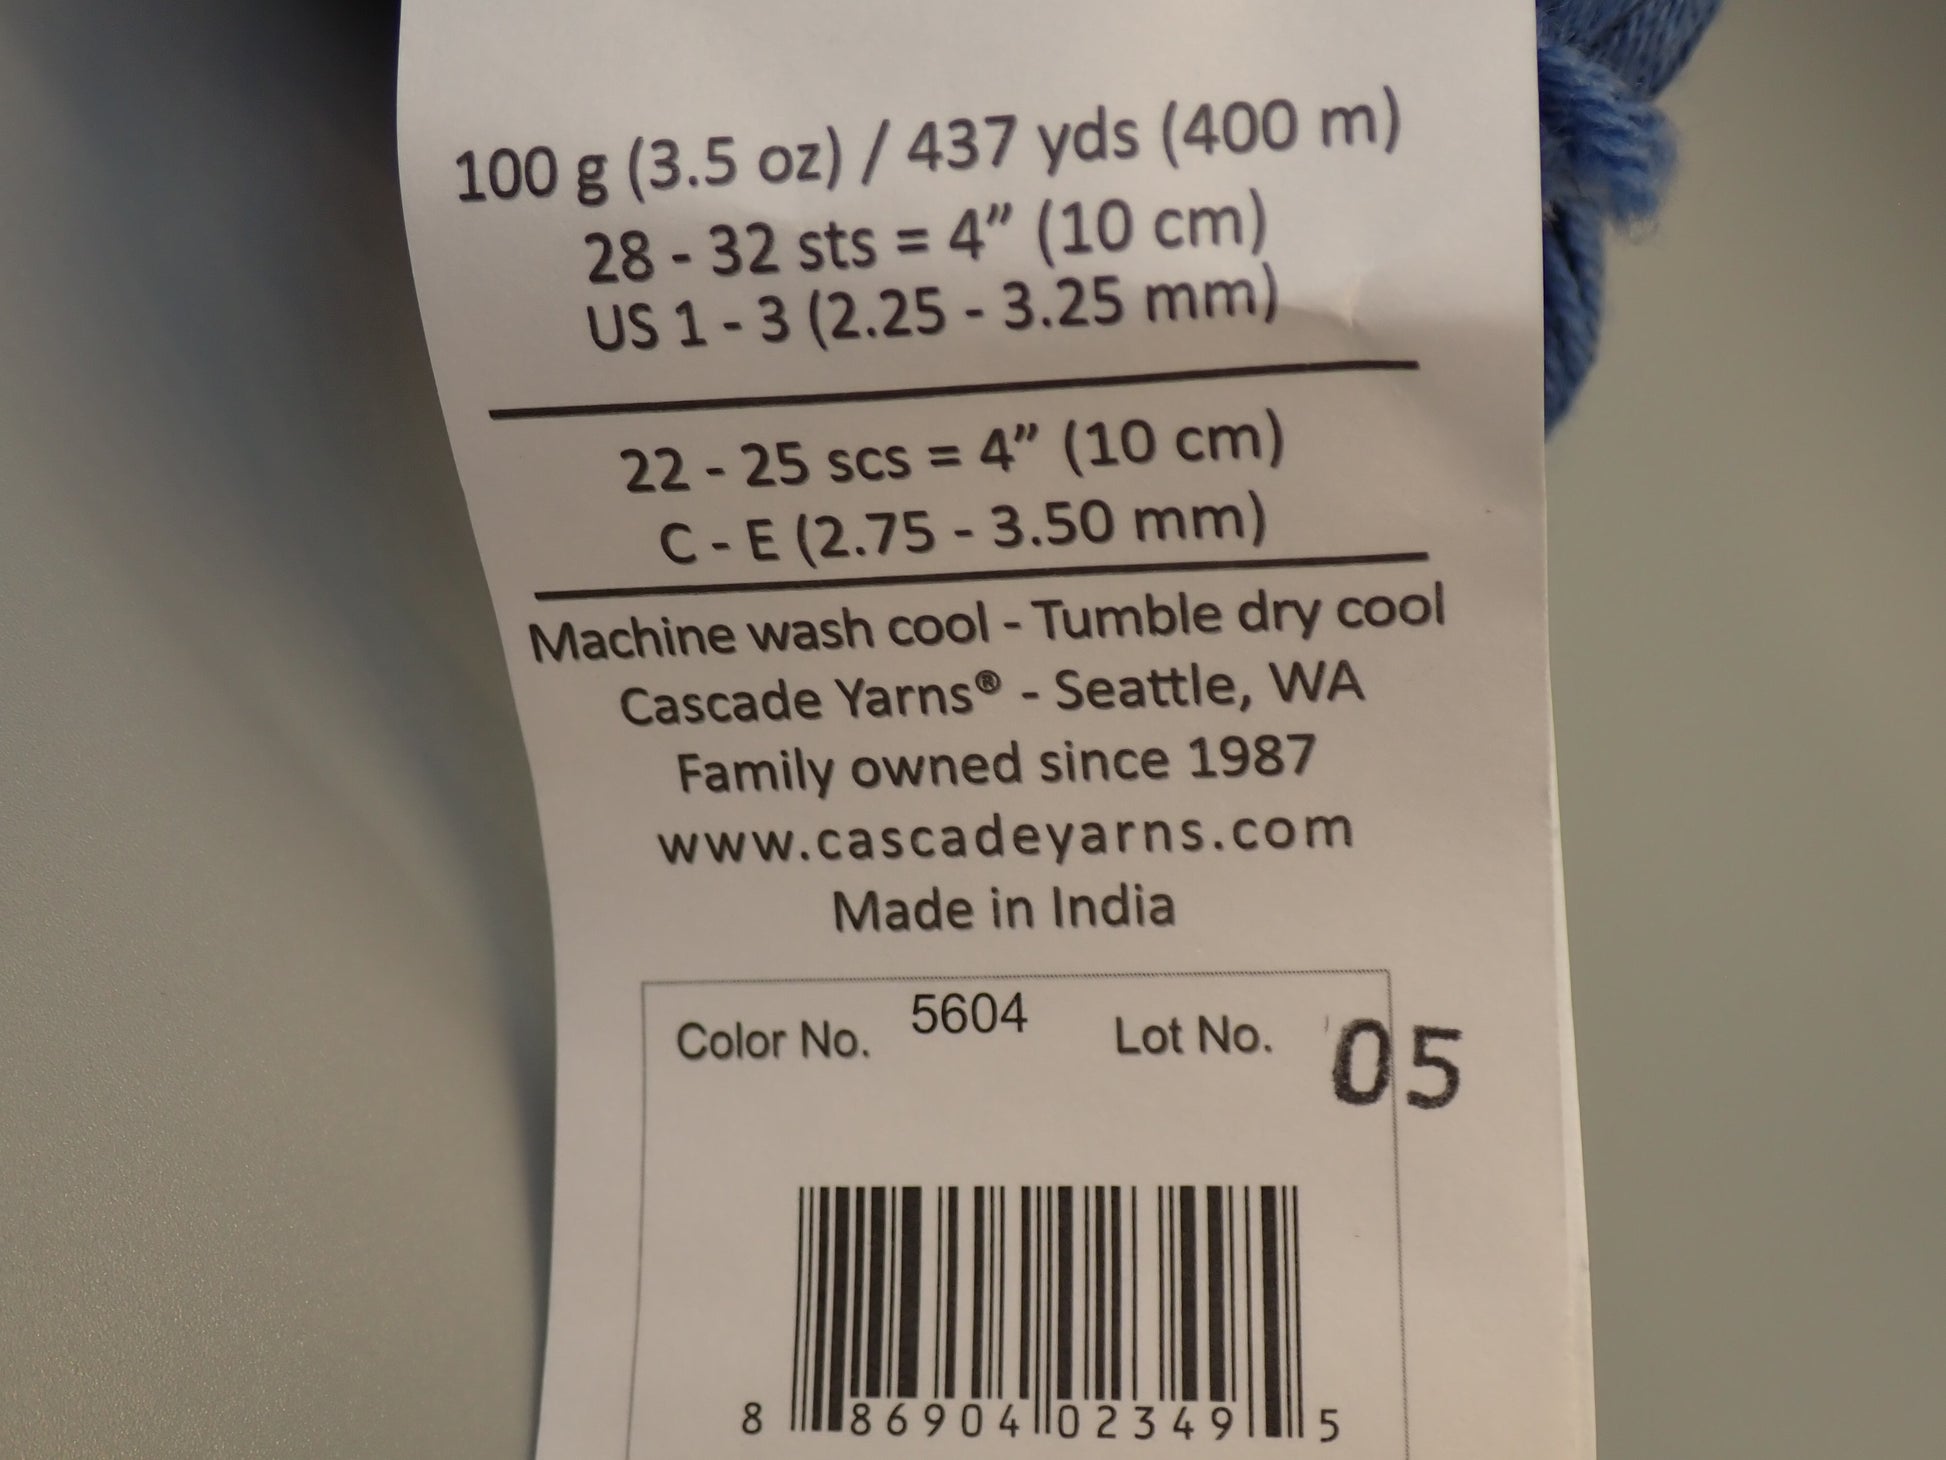 100 g (3.5 oz) / 437 yds (400 m)
28 - 32 sts = 4” (10 cm)
US 1 - 3 (2.25 - 3.25 mm)
22 - 25 scs = 4” (10 cm)
C - E (2.75 - 3.50 mm)
Machine wash cool - Tumble dry cool
Cascade Yarns® - Seattle, WA
Family owned since 1987
www.cascadeyarns.com
Made in India
Color No. 5604 Lot No. 05
8 86904 02349 5